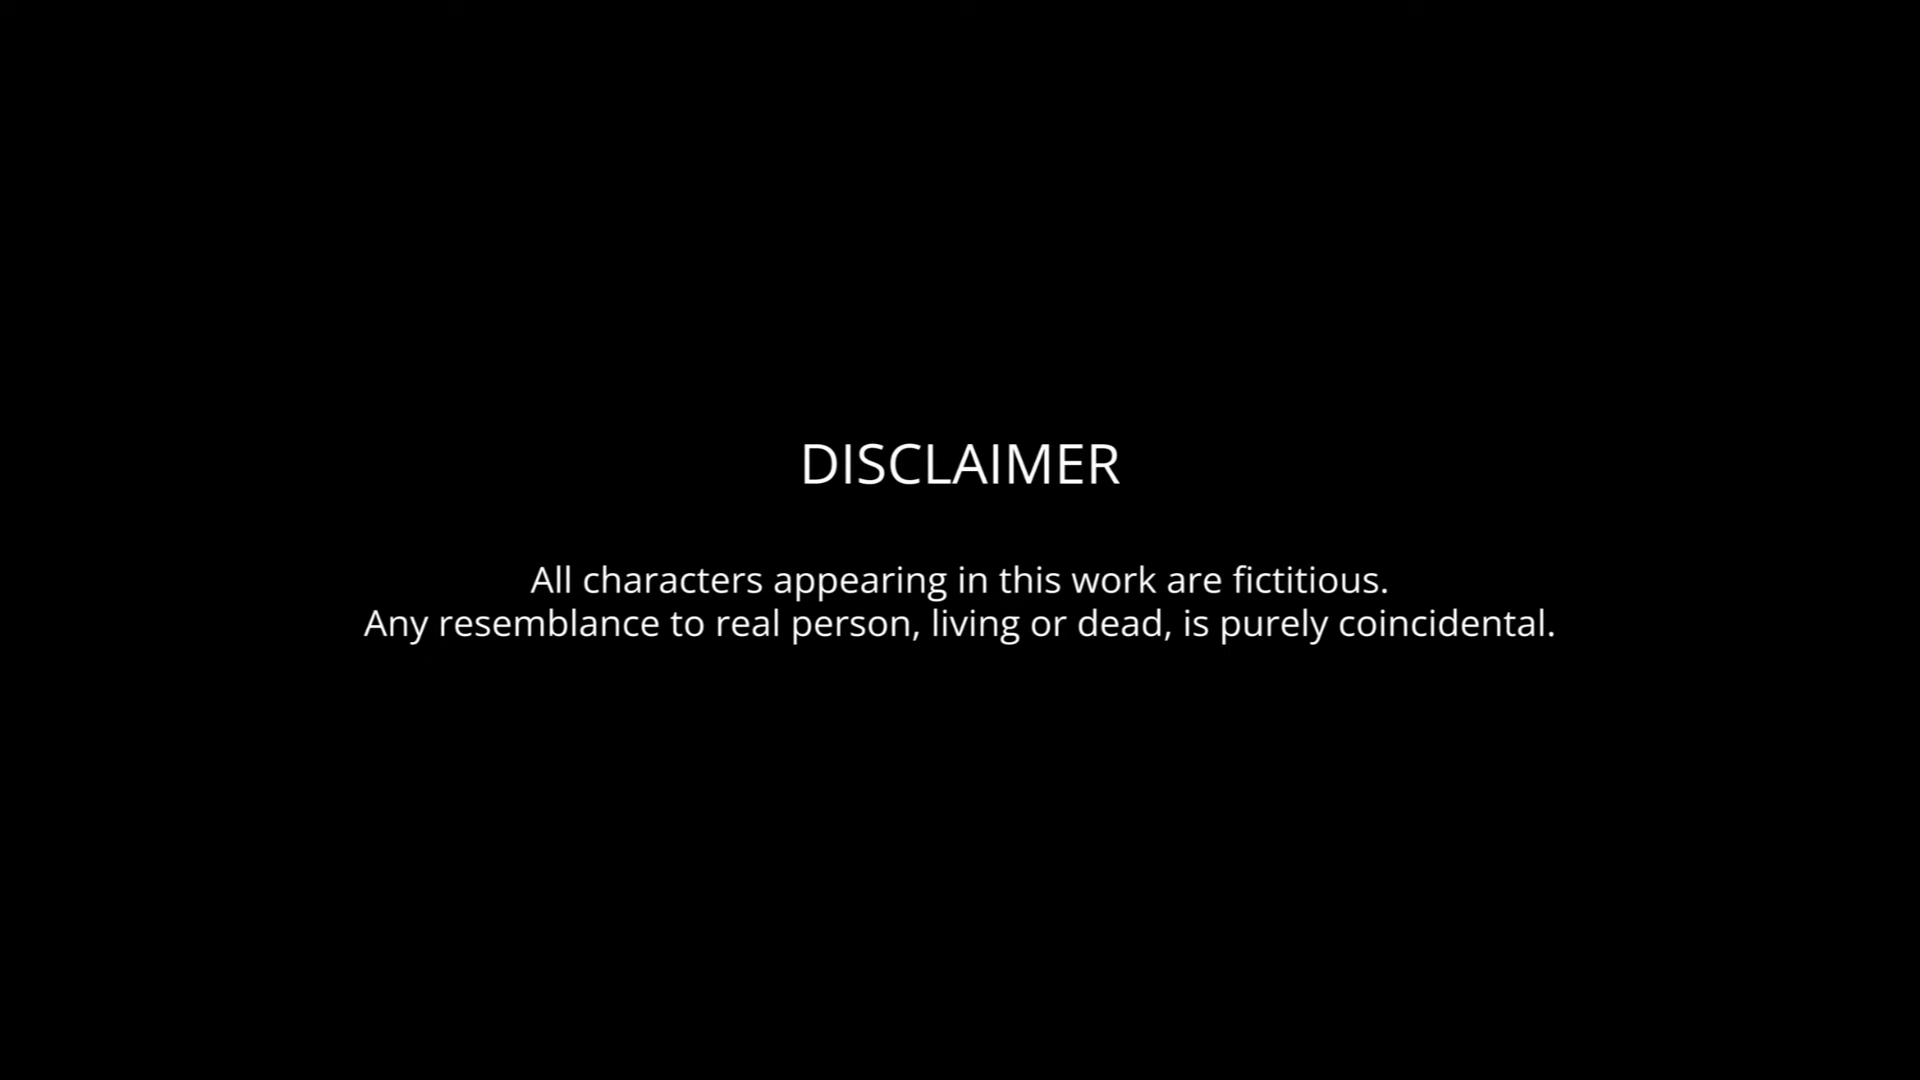 DISCLAIMER
All characters appearing in this work are fictitious.
Any resemblance to real person, living or dead, is purely coincidental.